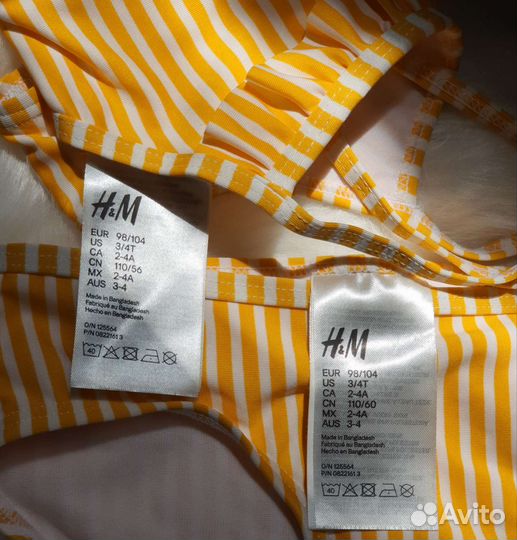 H&M
EUR 98/104
US 3/4T
CA 2-4A
CN 110/56
MX 2-4A
AUS 3-4
Made in Bangladesh
Fabriqué au Bangladesh
Hecho en Bangladesh
O/N 125564
P/N 0822161 3
40
H&M
EUR 98/104
US 3/4T
CA 2-4A
CN 110/60
MX 2-4A
AUS 3-4
Made in Bangladesh
Fabriqué au Bangladesh
Hecho en Bangladesh
O/N 125564
P/N 0822161 3
40
Avito